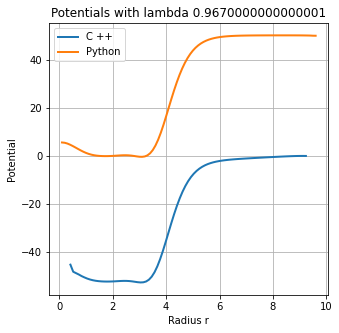 Potentials with lambda 0.9670000000000001
C ++
Python
40
20
0
−20
−40
Potential
0
2
4
6
8
10
Radius r